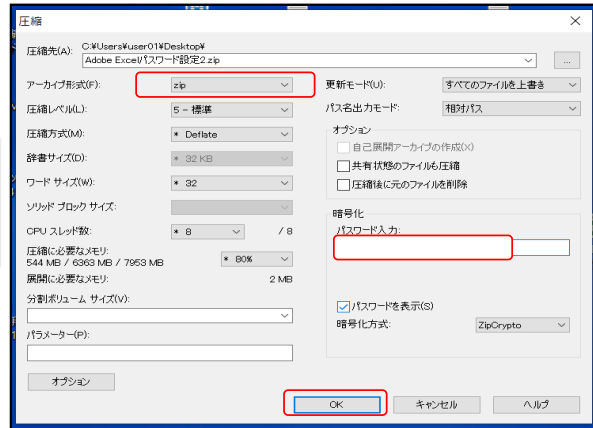 圧縮
圧縮先(A):
C:¥Users¥user01¥Desktop¥
Adobe Excelパスワード設定2.zip
...
アーカイブ形式(F):
zip
圧縮レベル(L):
5 - 標準
圧縮方式(M):
* Deflate
辞書サイズ(D):
* 32 KB
ワード サイズ(W):
* 32
ソリッド ブロック サイズ:
CPU スレッド数:
* 8
/ 8
圧縮に必要なメモリ:
544 MB / 6363 MB / 7953 MB
* 80%
展開に必要なメモリ:
2 MB
分割ボリューム サイズ(V):
パラメーター(P):
オプション
更新モード(U):
すべてのファイルを上書き
パス名出力モード:
相対パス
オプション
自己展開アーカイブの作成(X)
共有状態のファイルも圧縮
圧縮後に元のファイルを削除
暗号化
パスワード入力:
パスワードを表示(S)
暗号化方式:
ZipCrypto
OK
キャンセル
ヘルプ